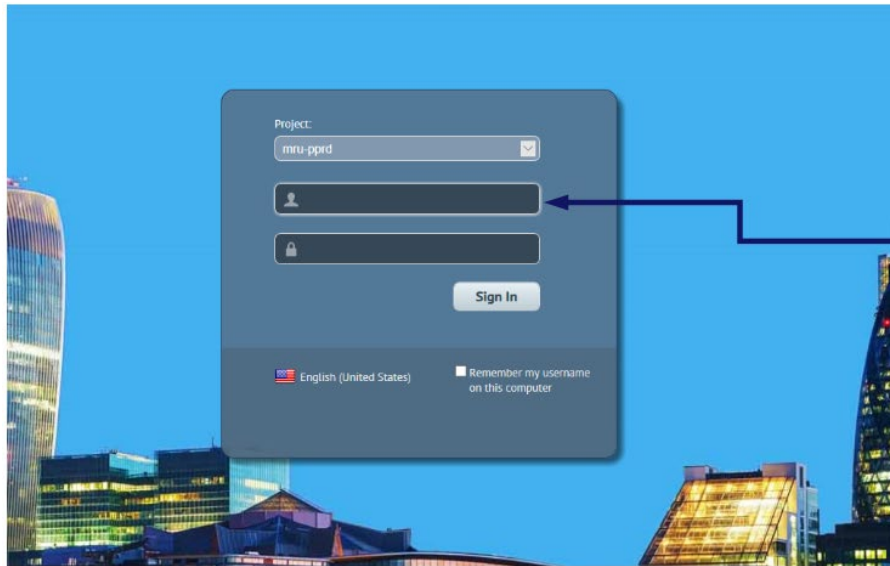 Project:
mru-pprd
Sign In
English (United States)
Remember my username
on this computer